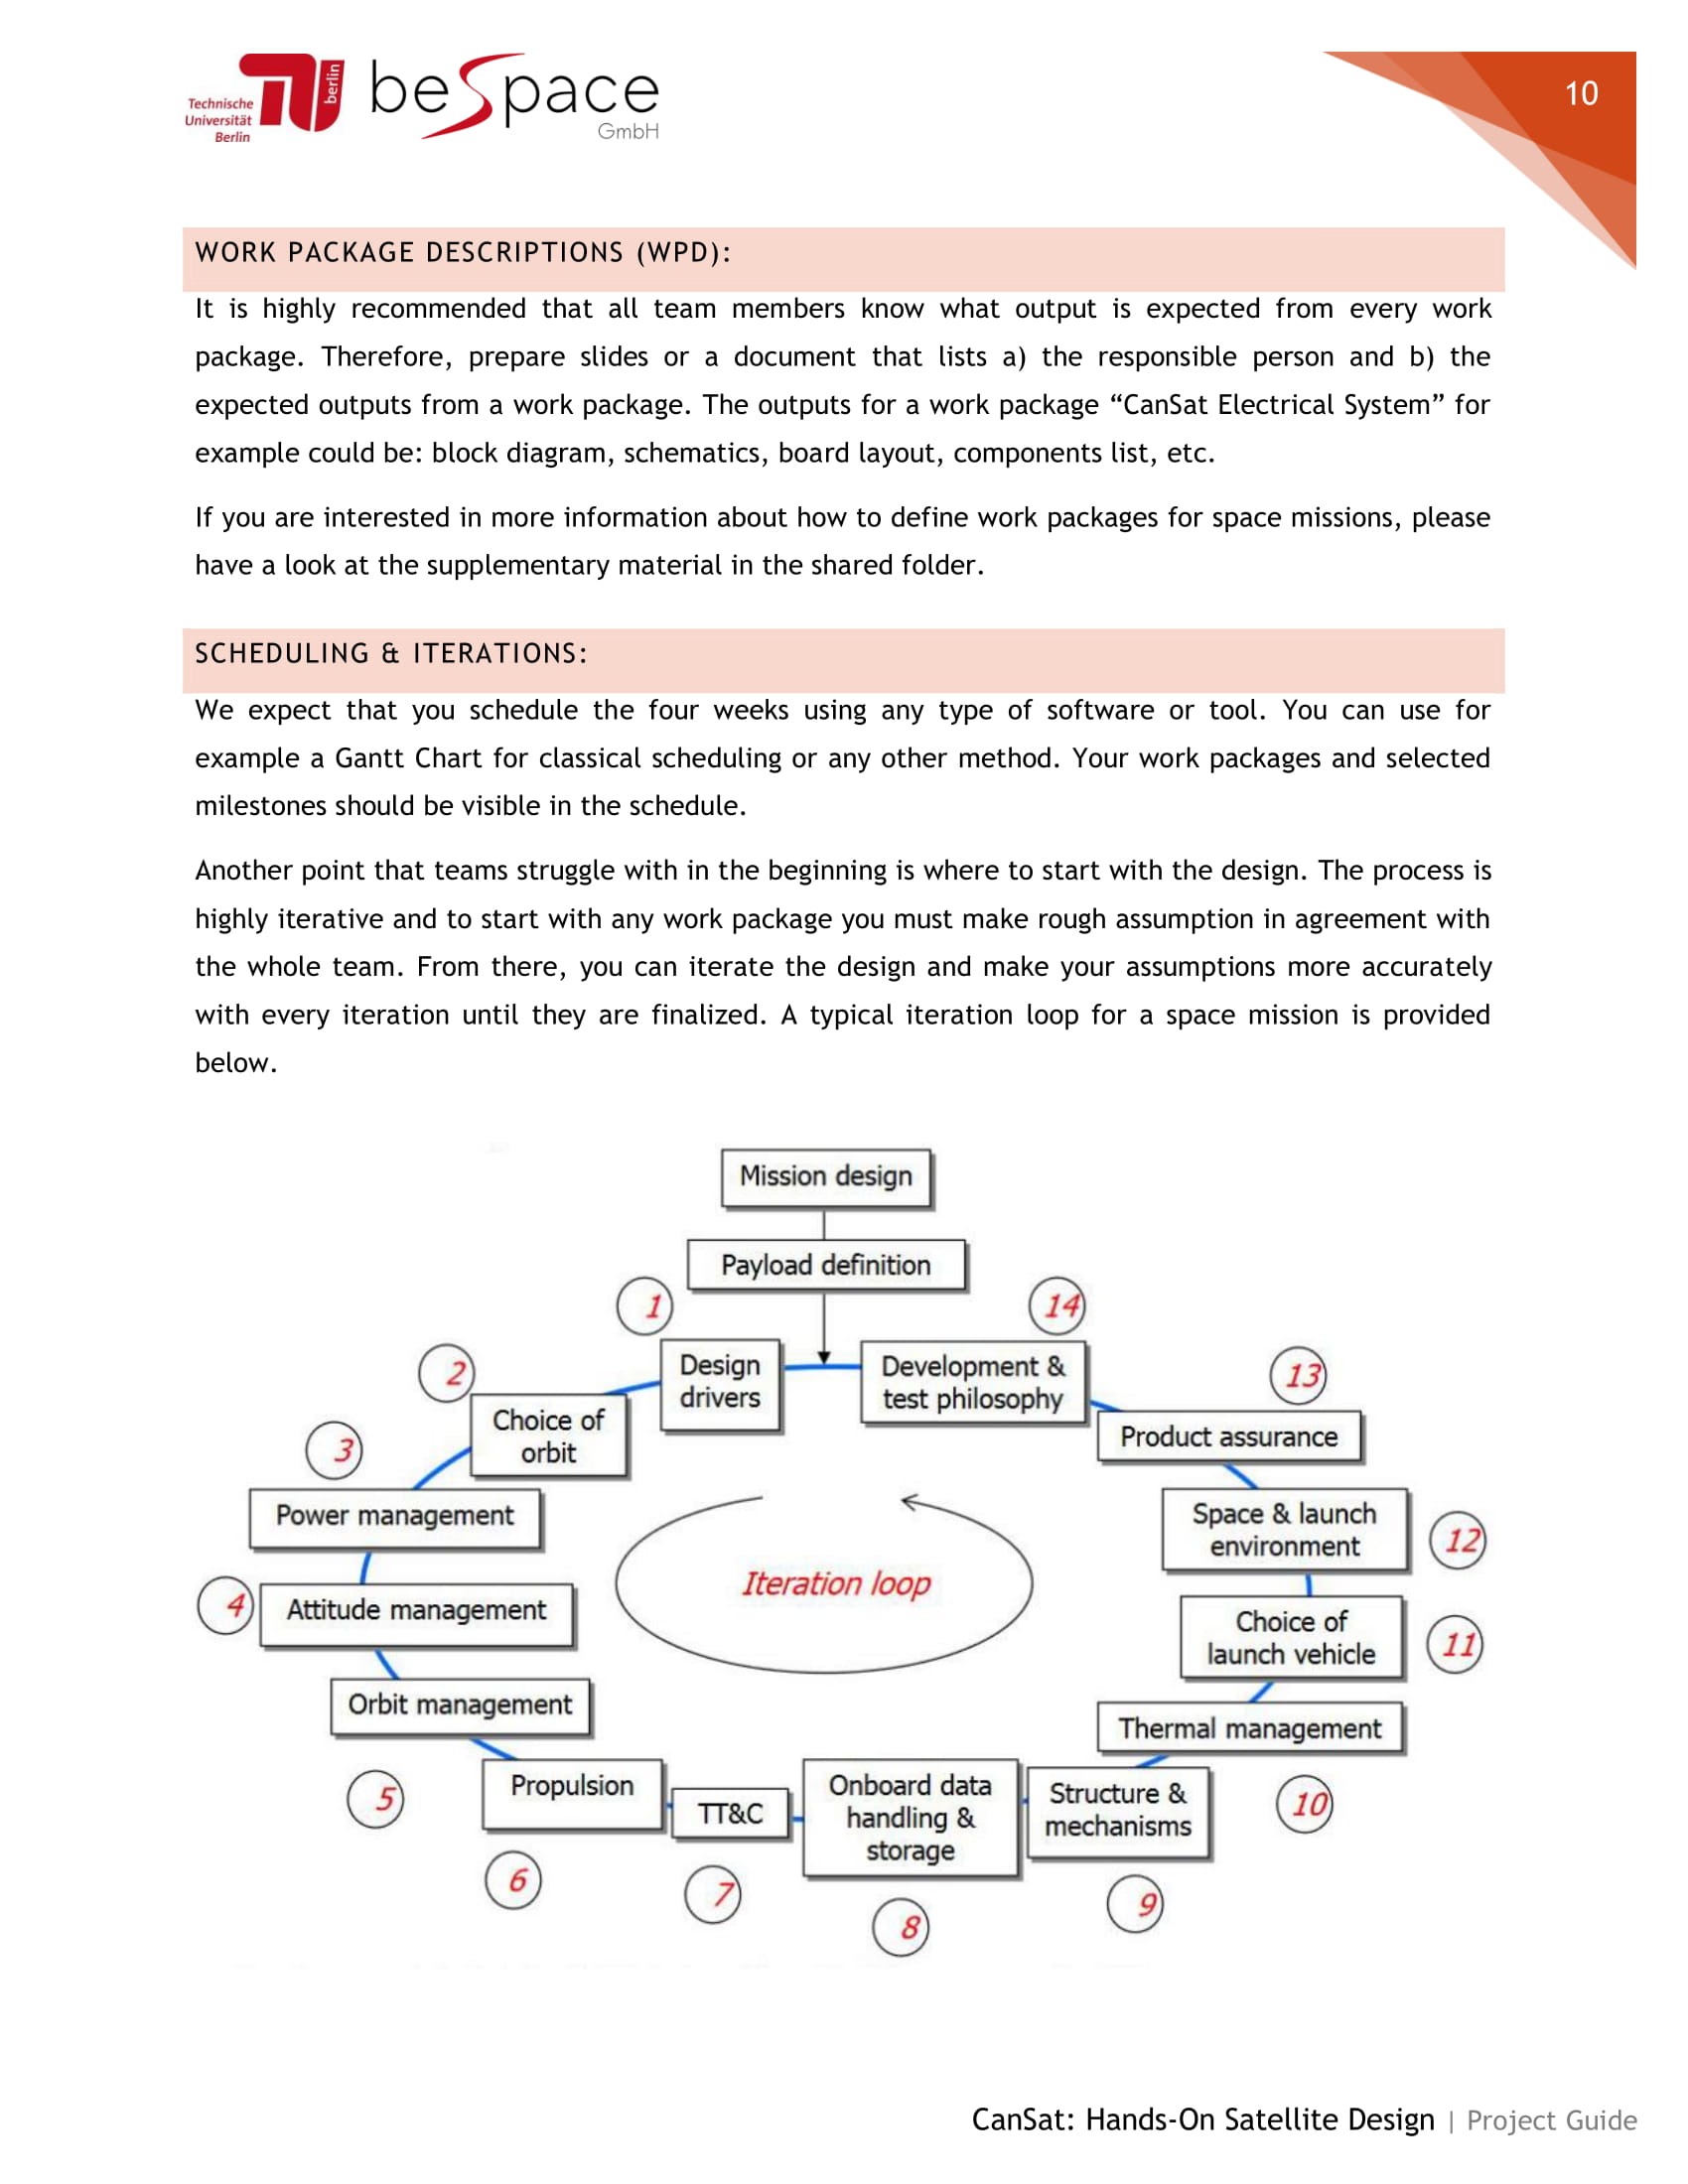 Technische
Universität
Berlin
berlin
beSpace
GmbH
10
WORK PACKAGE DESCRIPTIONS (WPD):
It is highly recommended that all team members know what output is expected from every work
package. Therefore, prepare slides or a document that lists a) the responsible person and b) the
expected outputs from a work package. The outputs for a work package “CanSat Electrical System” for
example could be: block diagram, schematics, board layout, components list, etc.
If you are interested in more information about how to define work packages for space missions, please
have a look at the supplementary material in the shared folder.
SCHEDULING & ITERATIONS:
We expect that you schedule the four weeks using any type of software or tool. You can use for
example a Gantt Chart for classical scheduling or any other method. Your work packages and selected
milestones should be visible in the schedule.
Another point that teams struggle with in the beginning is where to start with the design. The process is
highly iterative and to start with any work package you must make rough assumption in agreement with
the whole team. From there, you can iterate the design and make your assumptions more accurately
with every iteration until they are finalized. A typical iteration loop for a space mission is provided
below.
Mission design
Payload definition
1
Design
drivers
2
Choice of
orbit
3
Power management
4
Attitude management
Orbit management
5
Propulsion
6
TT&C
7
Onboard data
handling &
storage
8
Structure &
mechanisms
9
Thermal management
10
Choice of
launch vehicle
11
Space & launch
environment
12
Product assurance
13
Development &
test philosophy
14
Iteration loop
CanSat: Hands-On Satellite Design | Project Guide